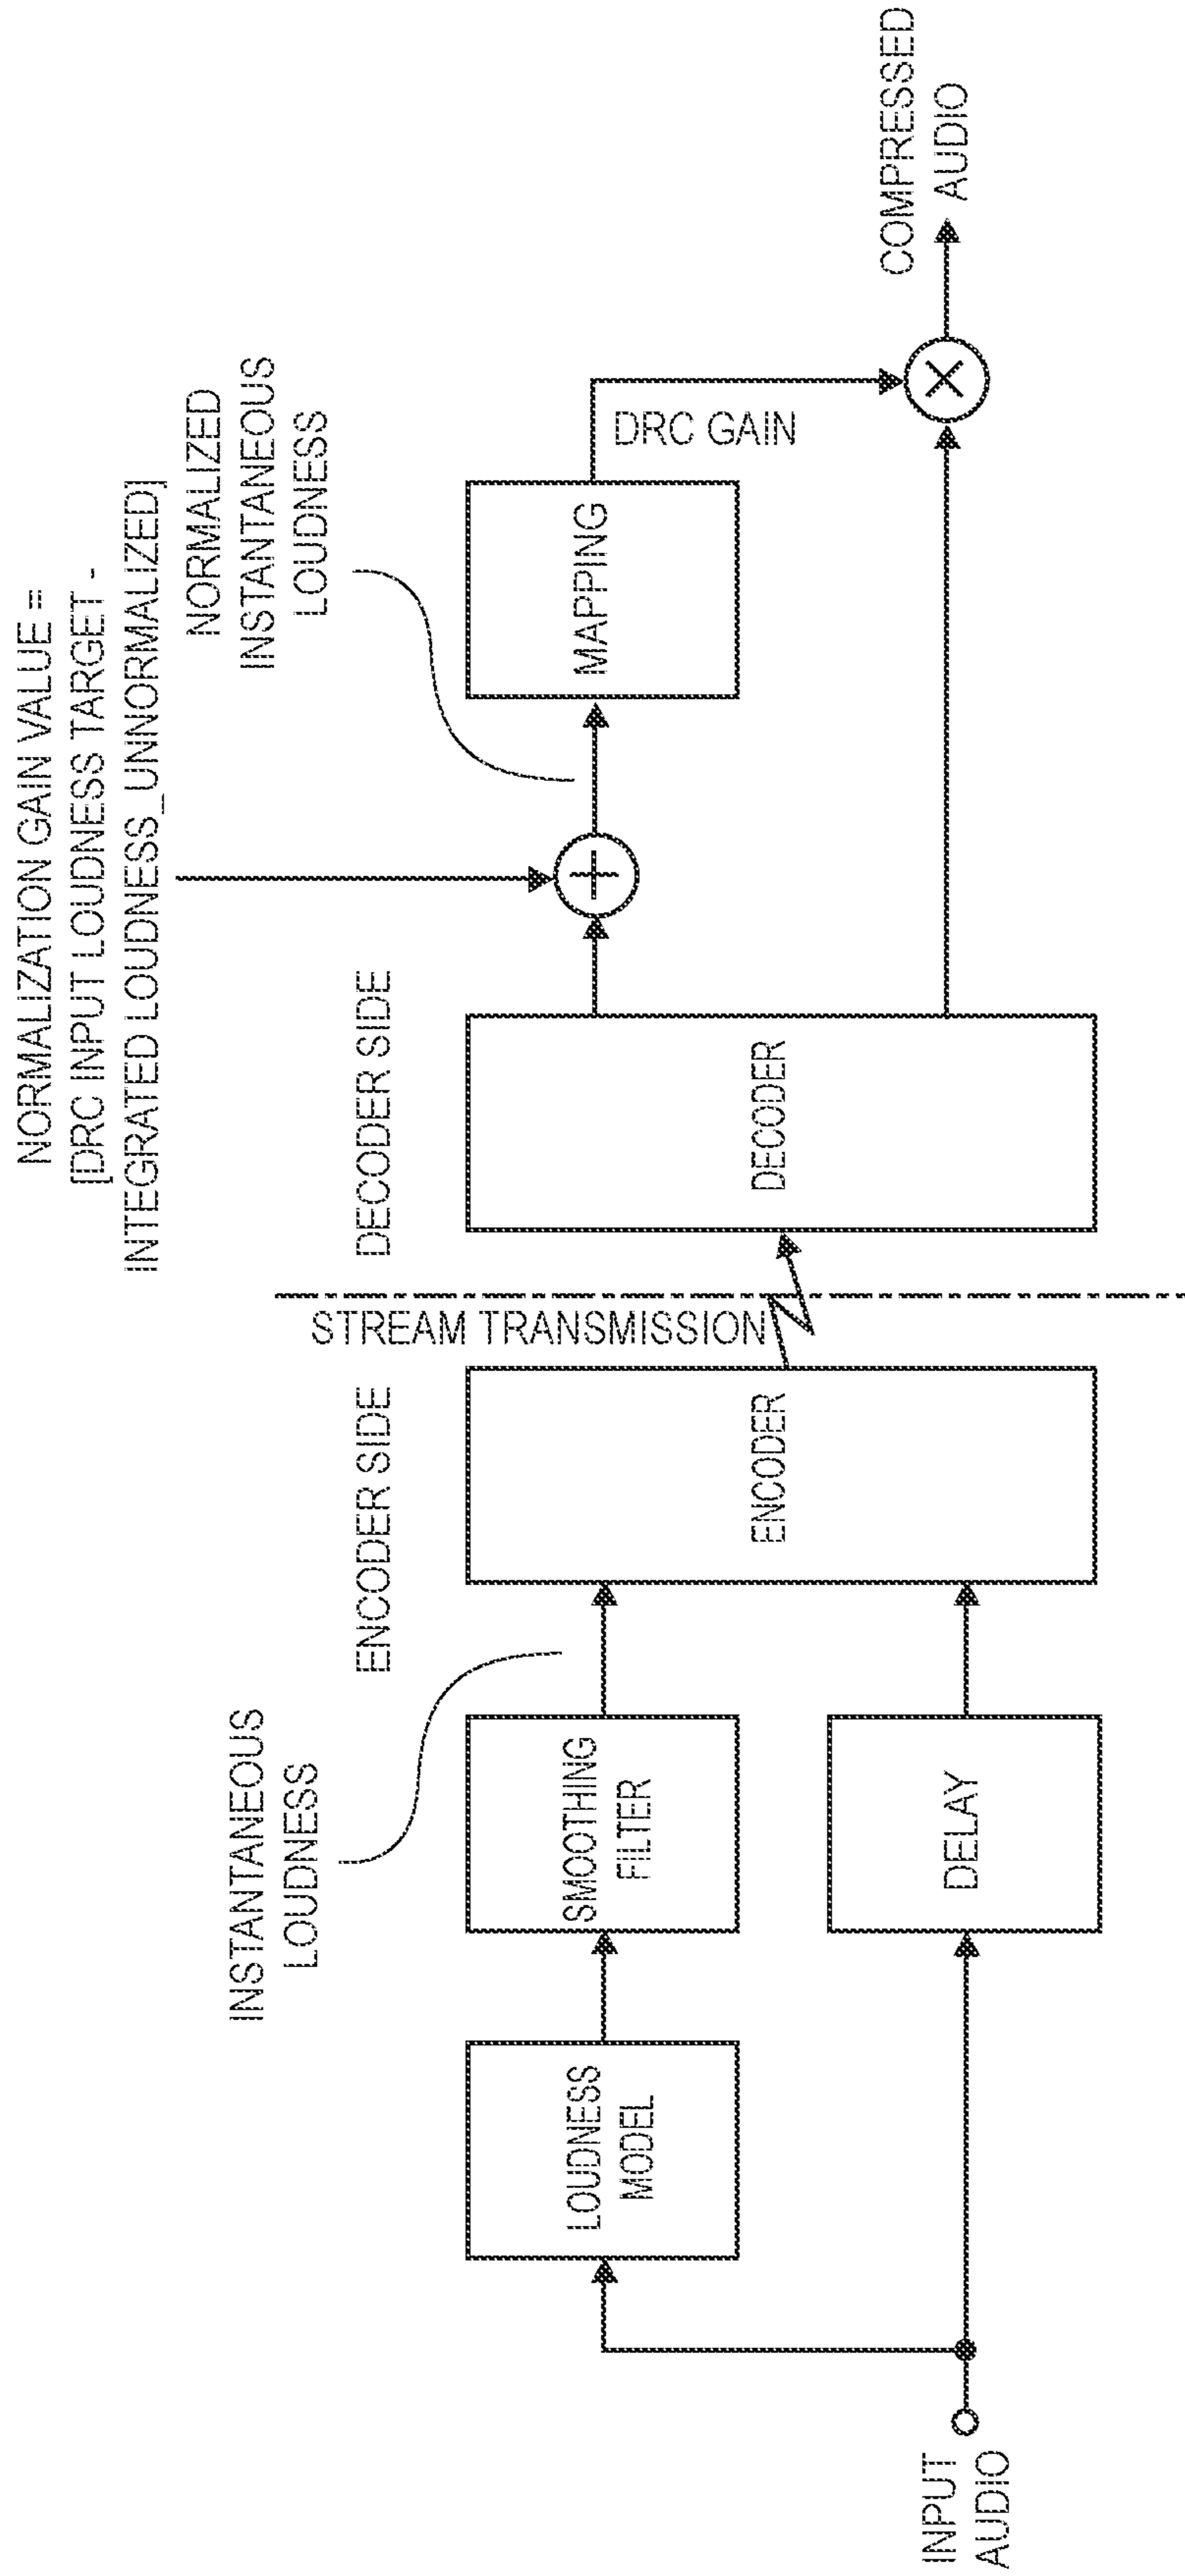 NORMALIZATION GAIN VALUE =
[DRC INPUT LOUDNESS TARGET -
INTEGRATED LOUDNESS_UNNORMALIZED]
NORMALIZED
INSTANTANEOUS
LOUDNESS
INSTANTANEOUS
LOUDNESS
ENCODER SIDE
STREAM TRANSMISSION
DECODER SIDE
LOUDNESS
MODEL
SMOOTHING
FILTER
ENCODER
DECODER
MAPPING
DRC GAIN
INPUT
AUDIO
DELAY
COMPRESSED
AUDIO